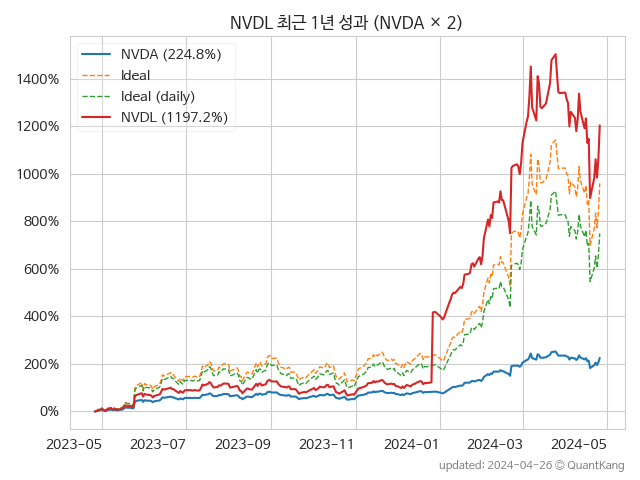 NVDL 최근 1년 성과 (NVDA × 2)
NVDA (224.8%)
Ideal
Ideal (daily)
NVDL (1197.2%)
1400%
1200%
1000%
800%
600%
400%
200%
0%
2023-05 2023-07 2023-09 2023-11 2024-01 2024-03 2024-05
updated: 2024-04-26 © QuantKang